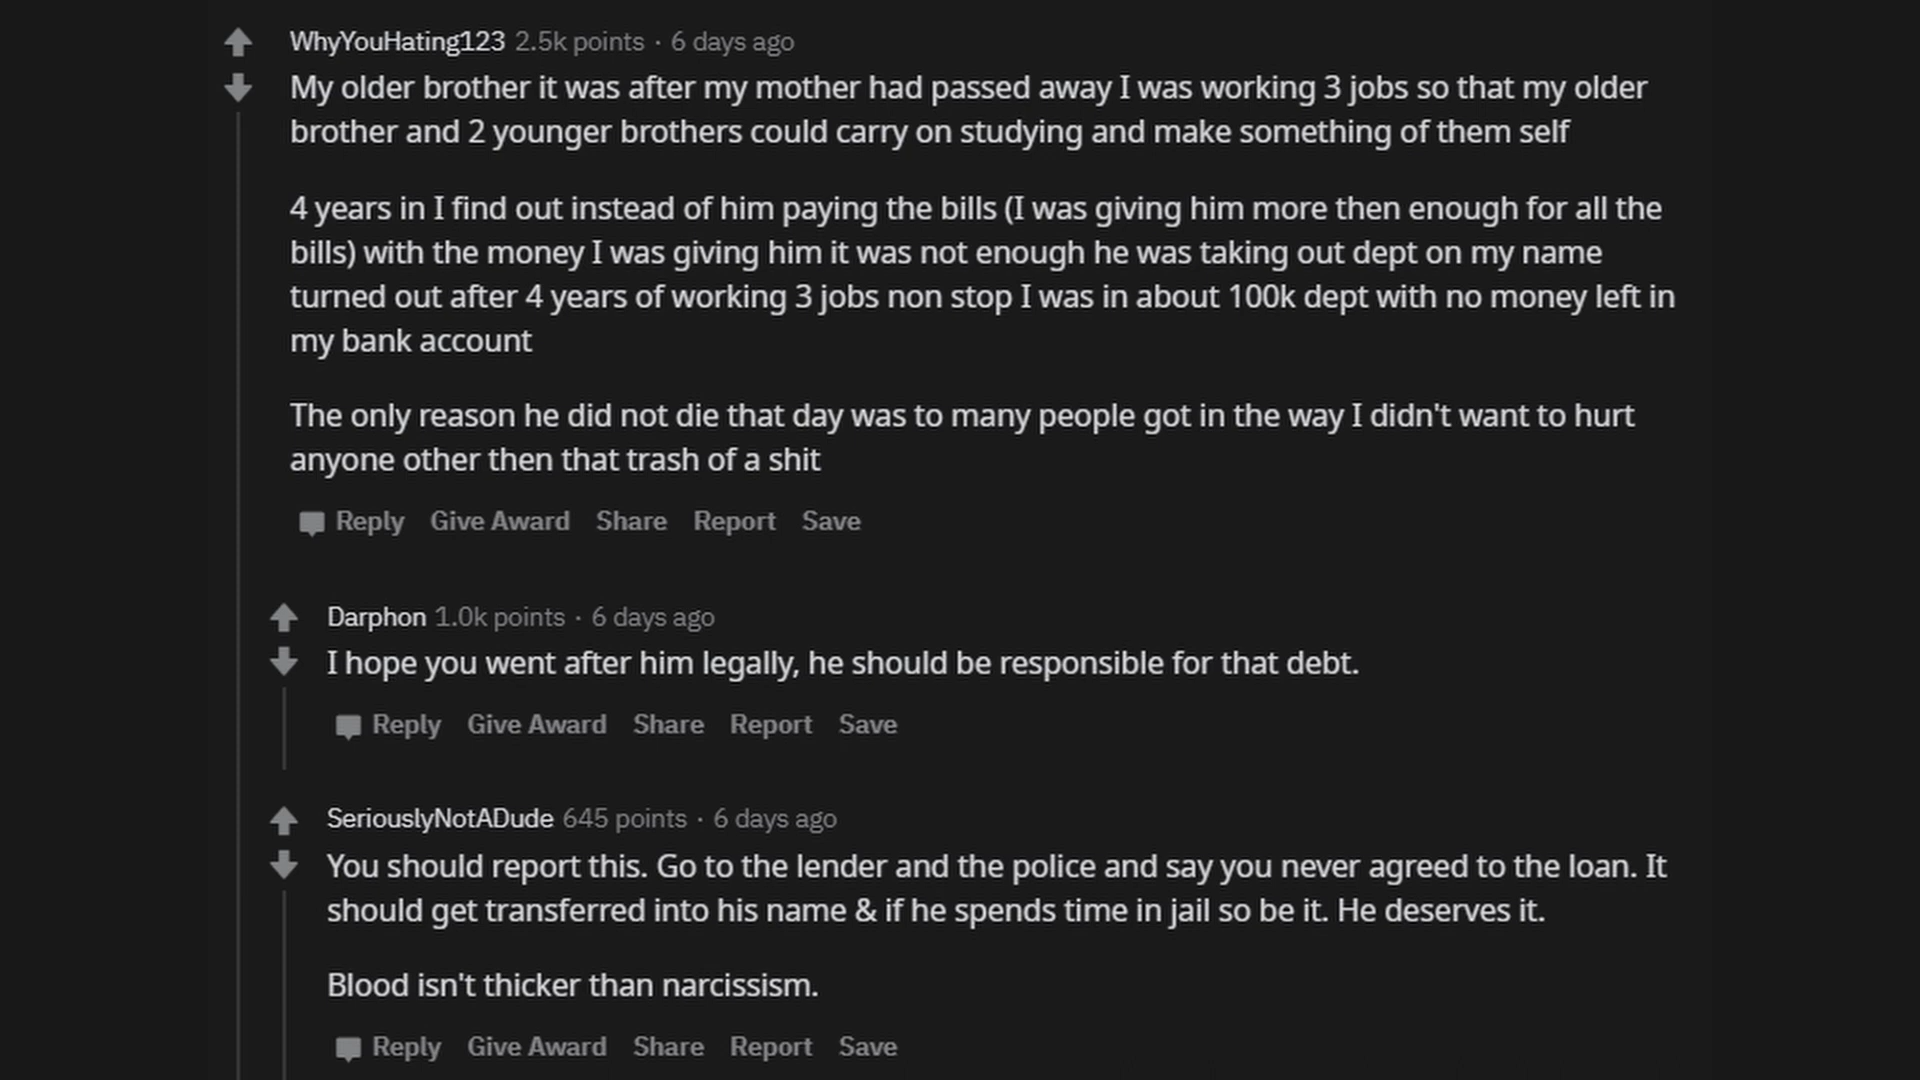 WhyYouHating123 2.5k points · 6 days ago
My older brother it was after my mother had passed away I was working 3 jobs so that my older
brother and 2 younger brothers could carry on studying and make something of them self
4 years in I find out instead of him paying the bills (I was giving him more then enough for all the
bills) with the money I was giving him it was not enough he was taking out dept on my name
turned out after 4 years of working 3 jobs non stop I was in about 100k dept with no money left in
my bank account
The only reason he did not die that day was to many people got in the way I didn't want to hurt
anyone other then that trash of a shit
Reply Give Award Share Report Save
Darphon 1.0k points · 6 days ago
I hope you went after him legally, he should be responsible for that debt.
Reply Give Award Share Report Save
SeriouslyNotADude 645 points · 6 days ago
You should report this. Go to the lender and the police and say you never agreed to the loan. It
should get transferred into his name & if he spends time in jail so be it. He deserves it.
Blood isn't thicker than narcissism.
Reply Give Award Share Report Save